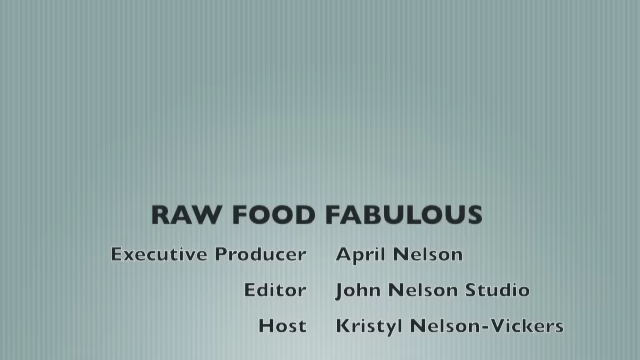 RAW FOOD FABULOUS
Executive Producer April Nelson
Editor John Nelson Studio
Host Kristyl Nelson-Vickers